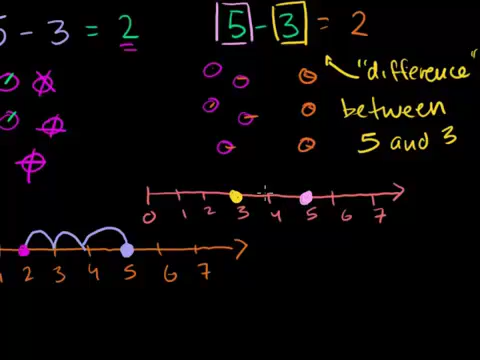 5 - 3 = 2
5 - 3 = 2
"difference"
between
5 and 3
0 1 2 3 4 5 6 7
1 2 3 4 5 6 7